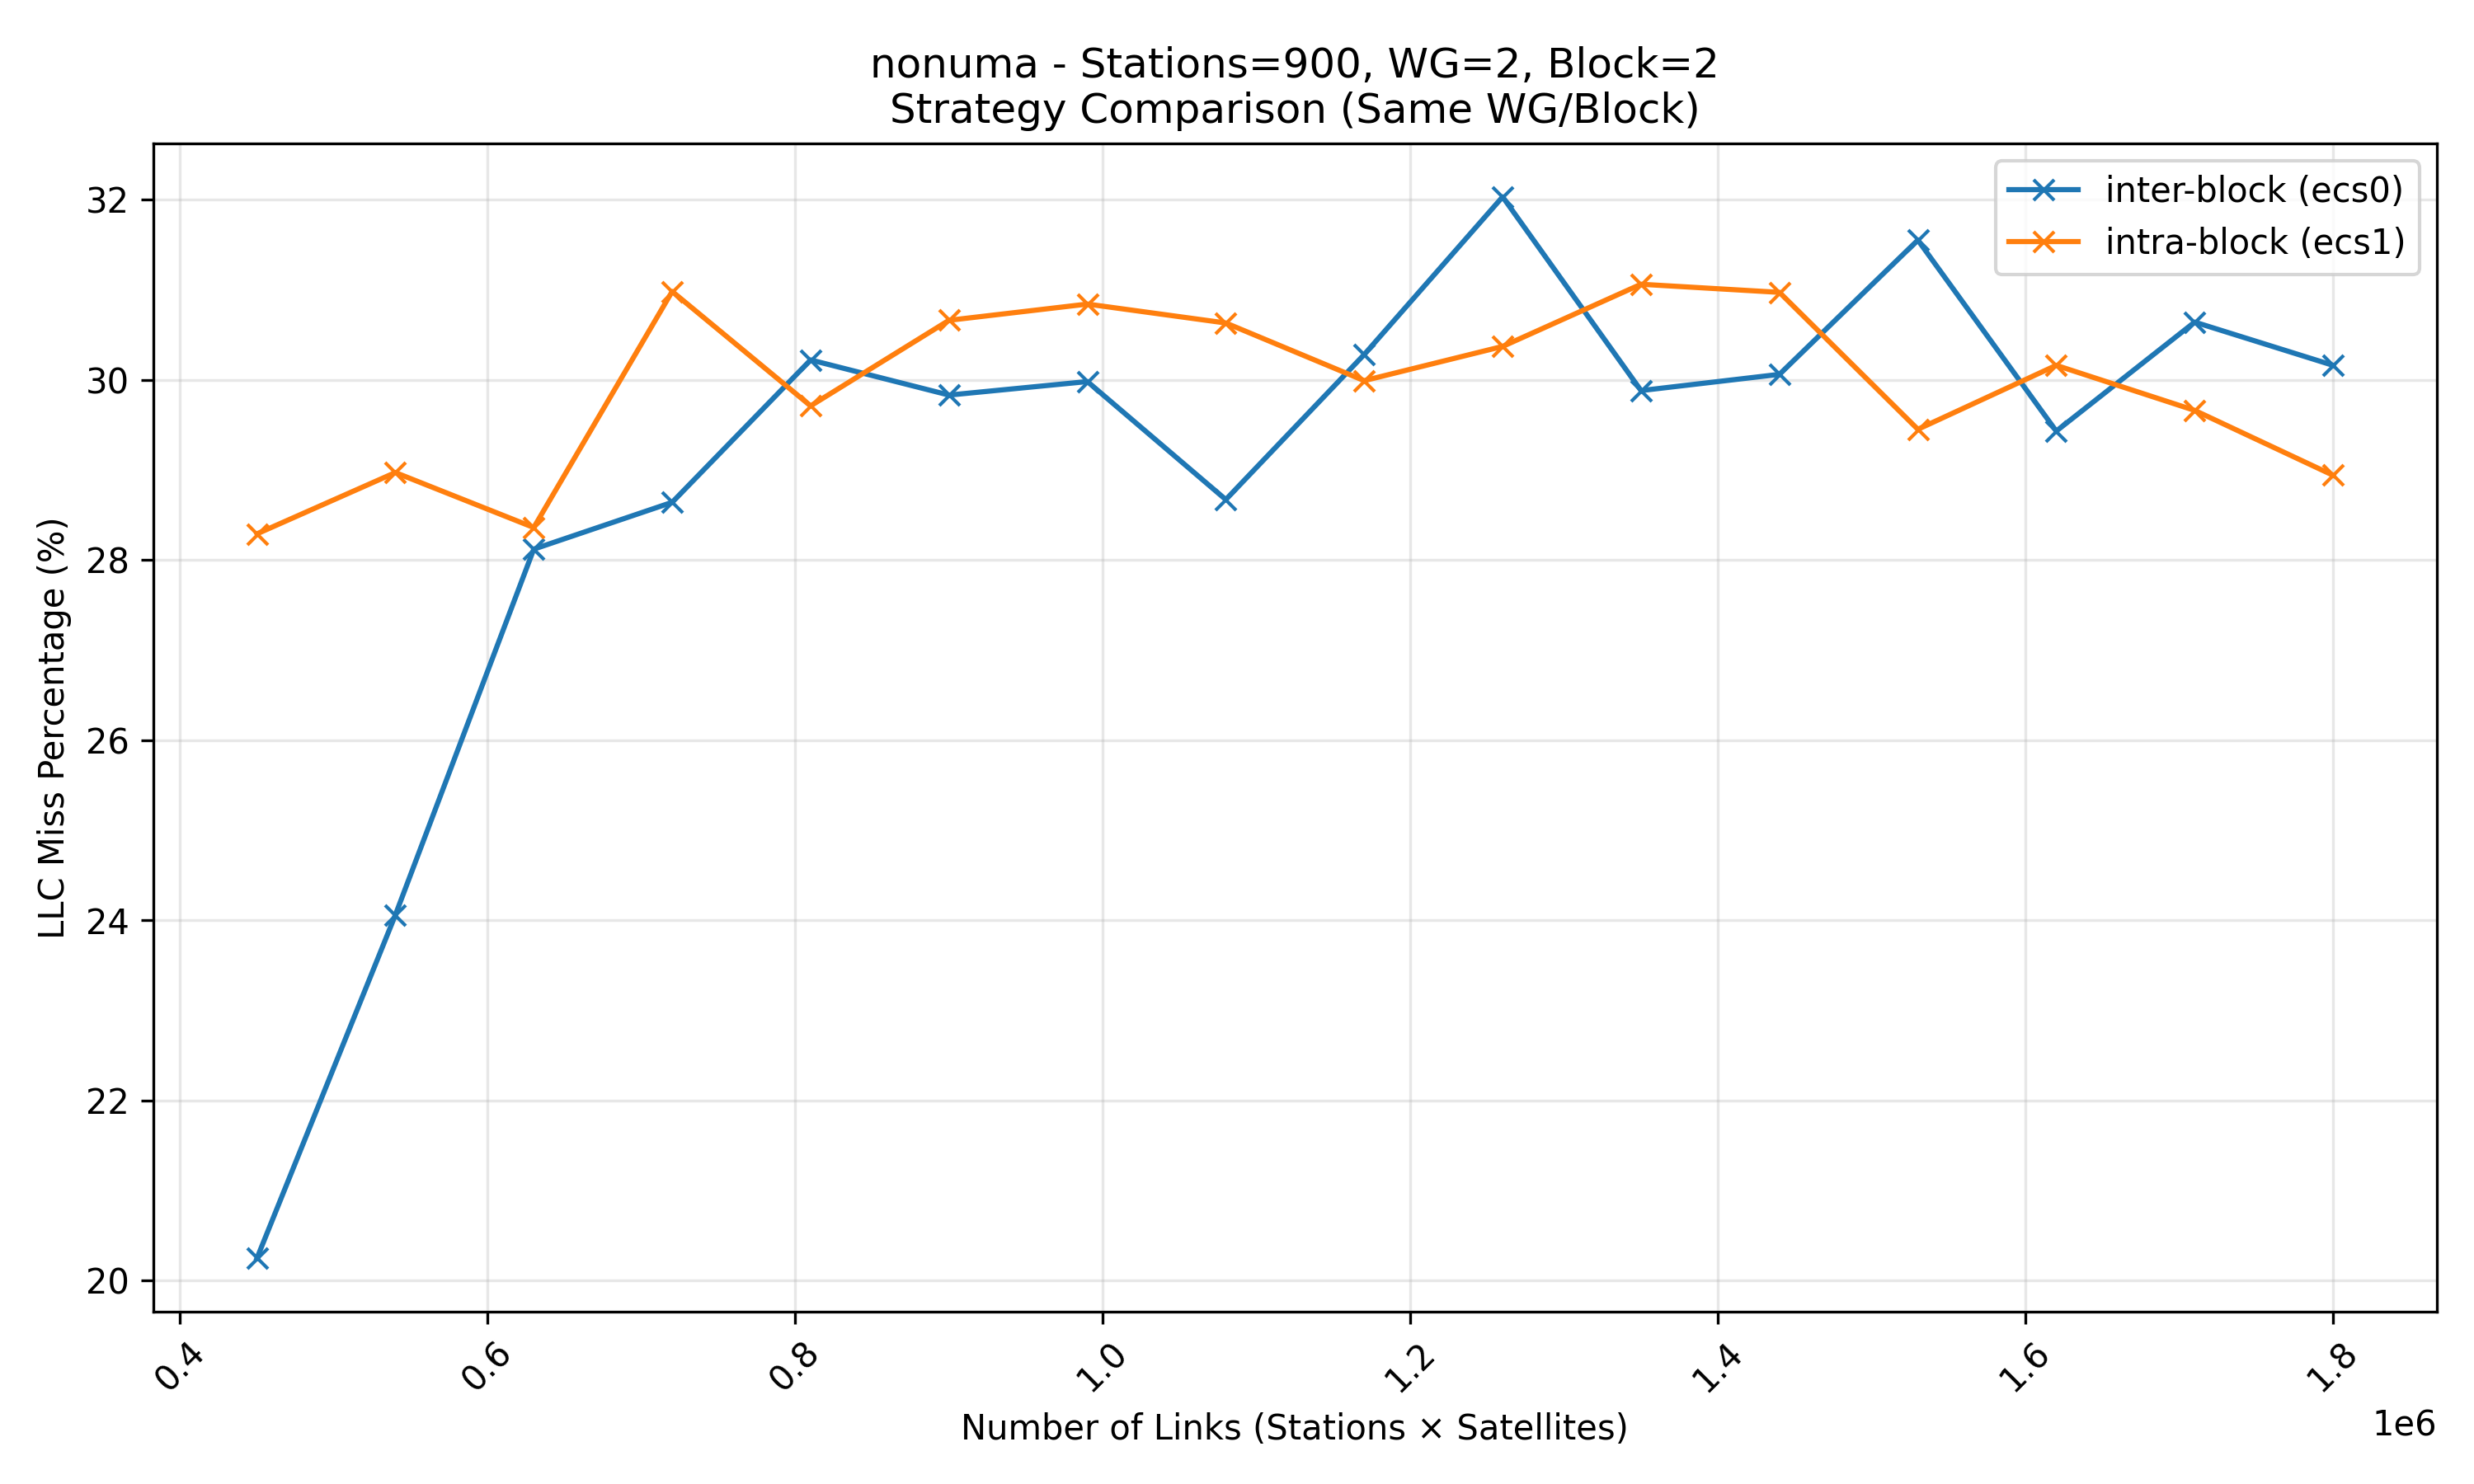 nonuma - Stations=900, WG=2, Block=2
Strategy Comparison (Same WG/Block)
inter-block (ecs0)
intra-block (ecs1)
LLC Miss Percentage (%)
32
30
28
26
24
22
20
0.4
0.6
0.8
1.0
1.2
1.4
1.6
1.8
1e6
Number of Links (Stations × Satellites)